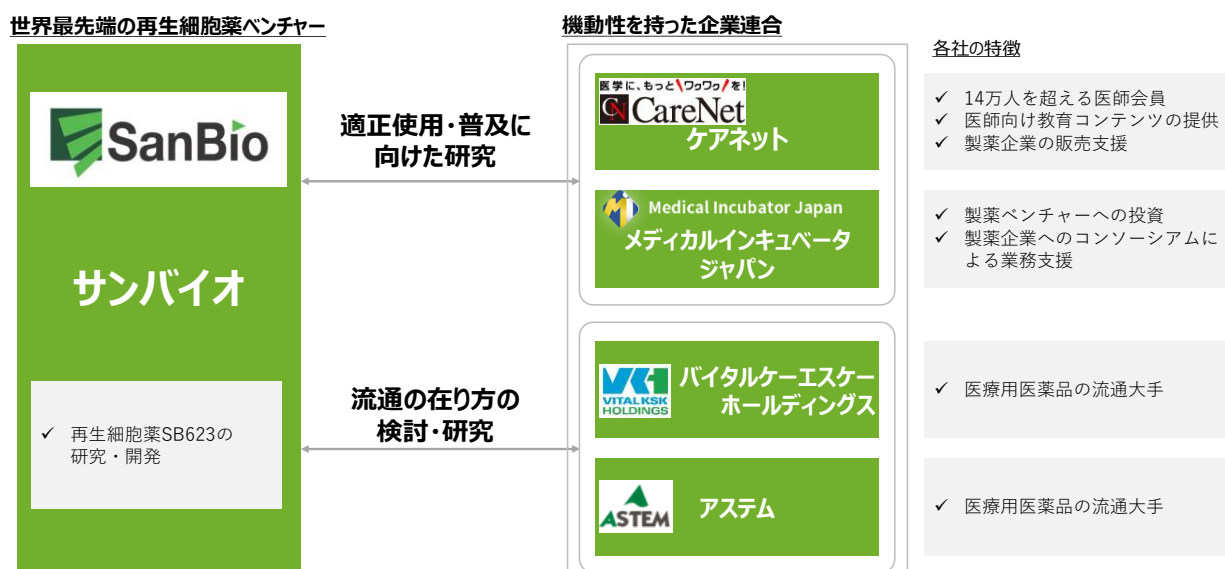 世界最先端の再生細胞薬ベンチャー
SanBio
サンバイオ
✓ 再生細胞薬SB623の
研究・開発
適正使用・普及に
向けた研究
流通の在り方の
検討・研究
機動性を持った企業連合
医学に、もっと\ワクワク/を!
CN CareNet
ケアネット
Medical Incubator Japan
メディカルインキュベータ
ジャパン
VITAL KSK
HOLDINGS
バイタルケーエスケー
ホールディングス
ASTEM
アステム
各社の特徴
✓ 14万人を超える医師会員
✓ 医師向け教育コンテンツの提供
✓ 製薬企業の販売支援
✓ 製薬ベンチャーへの投資
✓ 製薬企業へのコンソーシアムに
よる業務支援
✓ 医療用医薬品の流通大手
✓ 医療用医薬品の流通大手